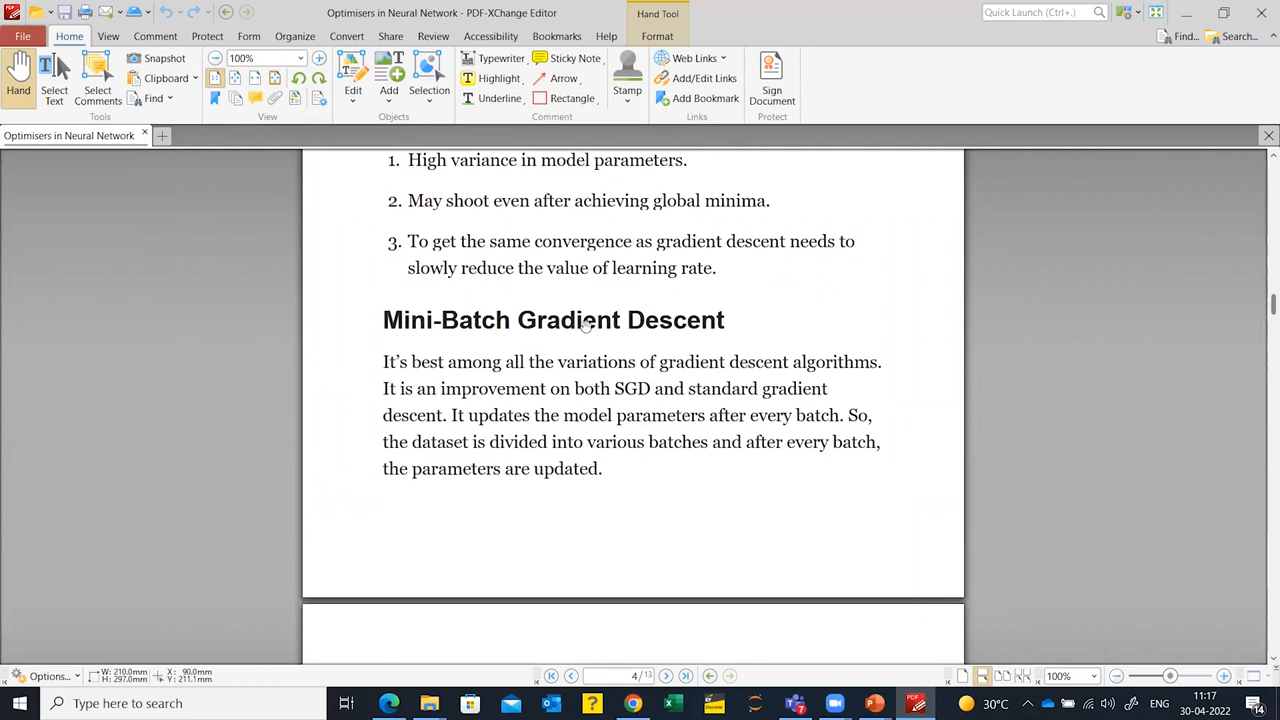 Optimisers in Neural Network - PDF-XChange Editor
Hand Tool
Quick Launch (Ctrl+.)
File Home View Comment Protect Form Organize Convert Share Review Accessibility Bookmarks Help Format
Find... Search...
Hand
Select Text
Select Comments
Snapshot
Clipboard
Find
Tools
100%
View
Edit
Add
Selection
Objects
Typewriter
Highlight
Underline
Sticky Note
Arrow
Rectangle
Stamp
Comment
Web Links
Add/Edit Links
Add Bookmark
Links
Sign Document
Protect
Optimisers in Neural Network
1. High variance in model parameters.
2. May shoot even after achieving global minima.
3. To get the same convergence as gradient descent needs to
slowly reduce the value of learning rate.
Mini-Batch Gradient Descent
It’s best among all the variations of gradient descent algorithms.
It is an improvement on both SGD and standard gradient
descent. It updates the model parameters after every batch. So,
the dataset is divided into various batches and after every batch,
the parameters are updated.
Options...
W: 210.0mm
H: 297.0mm
X: 90.0mm
Y: 211.1mm
4 / 13
100%
Type here to search
30°C
ENG
11:17
30-04-2022